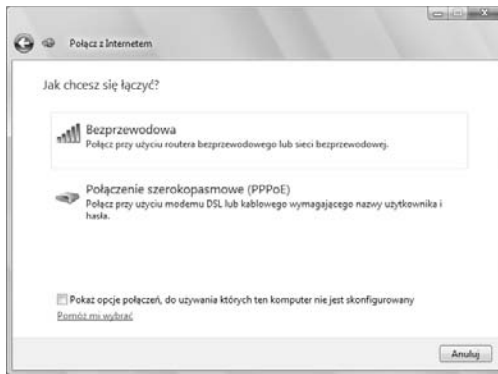 Połącz z Internetem
Jak chcesz się łączyć?
Bezprzewodowa
Połącz przy użyciu routera bezprzewodowego lub sieci bezprzewodowej.
Połączenie szerokopasmowe (PPPoE)
Połącz przy użyciu modemu DSL lub kablowego wymagającego nazwy użytkownika i
hasła.
Pokaż opcje połączeń, do używania których ten komputer nie jest skonfigurowany
Pomóż mi wybrać
Anuluj